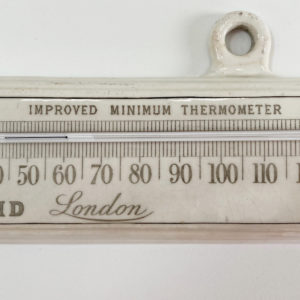 IMPROVED MINIMUM THERMOMETER
50 60 70 80 90 100 110
London